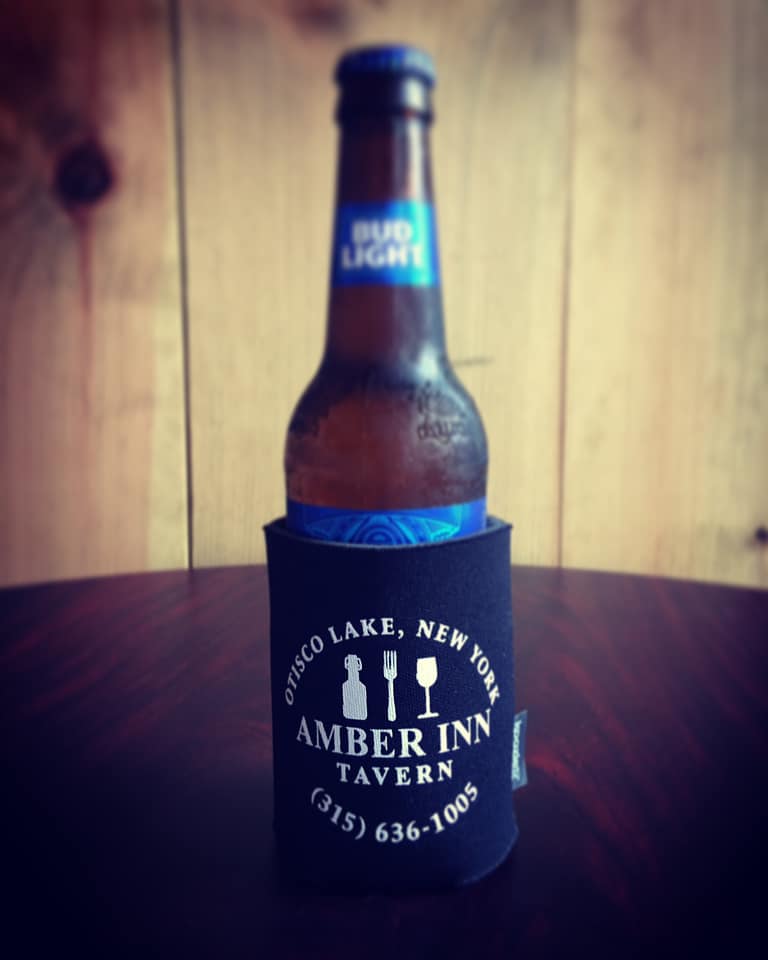 BUD
LIGHT
OTISCO LAKE, NEW YORK
AMBER INN
TAVERN
(315) 636-1005